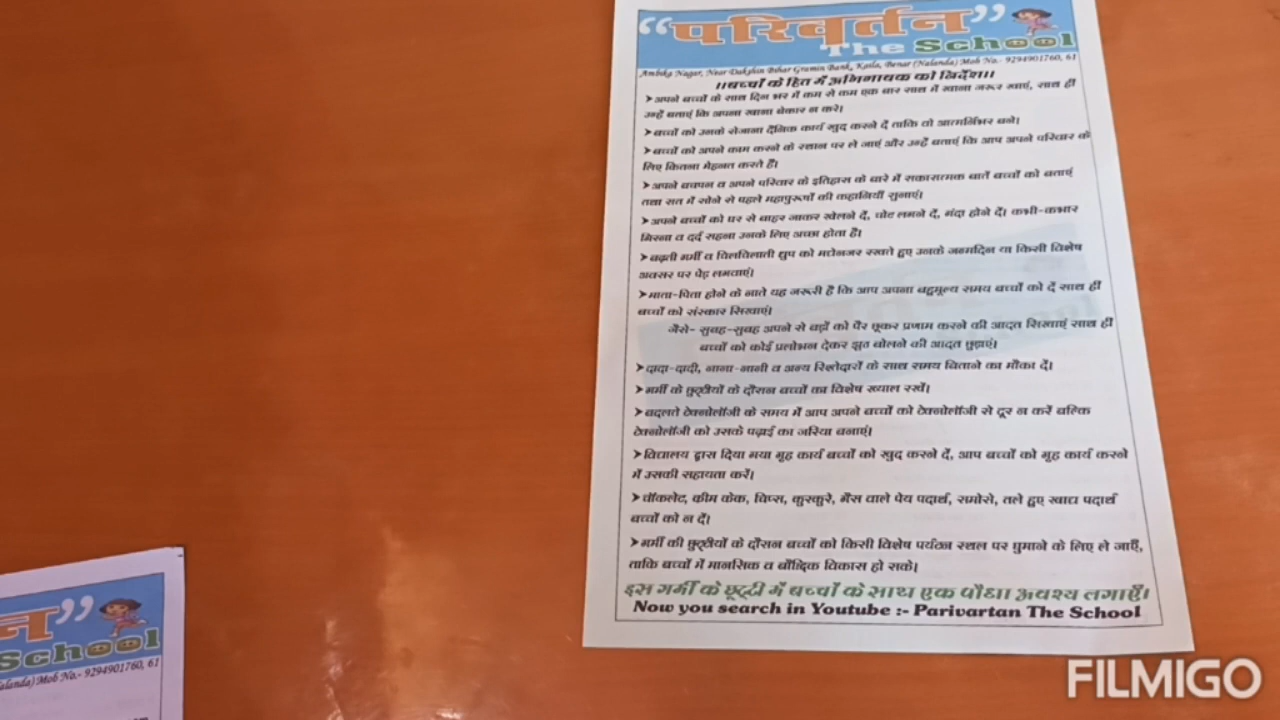 “परिवर्तन”
The School
Ambika Nagar, Near Dakshin Bihar Gramin Bank, Kaila, Benar (Nalanda) Mob No.- 9294901760, 61
।।बच्चों के हित में अभिभावक को निर्देश।।
➤अपने बच्चों के साथ दिन भर में कम से कम एक बार साथ में खाना जरूर खाएं, साथ हीं
उन्हें बताएं कि अपना खाना बेकार न करे।
➤बच्चों को उनके रोजाना दैनिक कार्य खुद करने दें ताकि वो आत्मनिर्भर बने।
➤बच्चों को अपने काम करने के स्थान पर ले जाएं और उन्हें बताएं कि आप अपने परिवार के
लिए कितना मेहनत करते हैं।
➤अपने बचपन व अपने परिवार के इतिहास के बारे में सकारात्मक बातें बच्चों को बताएं
तथा रात में सोने से पहले महापुरूषों की कहानियाँ सुनाएं।
➤अपने बच्चों को घर से बाहर जाकर खेलने दें, चोट लगने दें, गंदा होने दें। कभी-कभार
गिरना व दर्द सहना उनके लिए अच्छा होता है।
➤बढ़ती गर्मी व चिलचिलाती धुप को मद्येनजर रखते हुए उनके जन्मदिन या किसी विशेष
अवसर पर पेड़ लगवाएं।
➤माता-पिता होने के नाते यह जरूरी है कि आप अपना बहुमूल्य समय बच्चों को दें साथ हीं
बच्चों को संस्कार सिखाएं।
जैसे- सुबह-सुबह अपने से बड़ों को पैर छूकर प्रणाम करने की आदत सिखाएं साथ हीं
बच्चों को कोई प्रलोभन देकर झुठ बोलने की आदत छुड़ाएं।
➤दादा-दादी, नाना-नानी व अन्य रिश्तेदारों के साथ समय बिताने का मौका दें।
➤गर्मी के छुट्टीयों के दौरान बच्चों का विशेष ख्याल रखें।
➤बदलते टेक्नोलॉजी के समय में आप अपने बच्चों को टेक्नोलॉजी से दूर न करें बल्कि
टेक्नोलॉजी को उसके पढ़ाई का जरिया बनाएं।
➤विद्यालय द्वारा दिया गया गृह कार्य बच्चों को खुद करने दें, आप बच्चों को गृह कार्य करने
में उसकी सहायता करें।
➤चॉकलेट, कीम केक, चिप्स, कुरकुरे, गैस वाले पेय पदार्थ, समोसे, तले हुए खाद्य पदार्थ
बच्चों को न दें।
➤गर्मी की छुट्टीयों के दौरान बच्चों को किसी विशेष पर्यटन स्थल पर घुमाने के लिए ले जाएँ,
ताकि बच्चों में मानसिक व बौद्धिक विकास हो सके।
इस गर्मी के छूट्टी में बच्चों के साथ एक पौधा अवश्य लगाएँ।
Now you search in Youtube :- Parivartan The School
न”
School
alanda) Mob No.- 9294901760, 61
FILMIGO